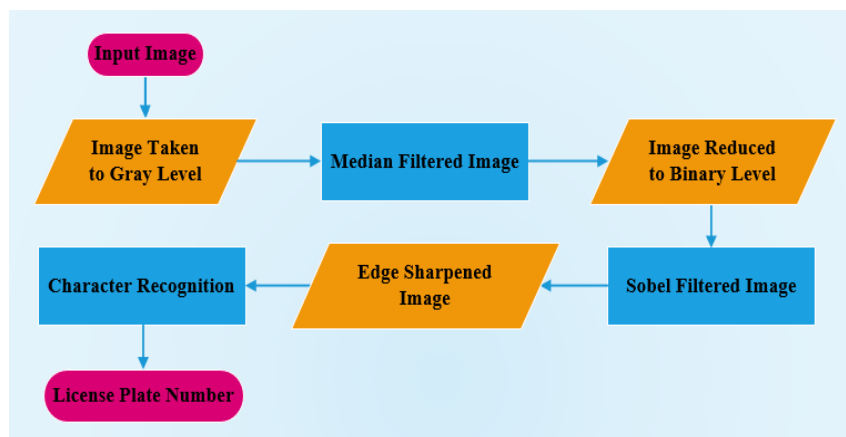 Input Image
Image Taken
to Gray Level
Median Filtered Image
Image Reduced
to Binary Level
Sobel Filtered Image
Edge Sharpened
Image
Character Recognition
License Plate Number